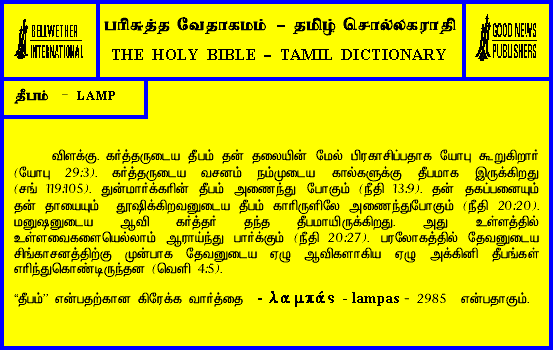 BELLWETHER
INTERNATIONAL
பரிசுத்த வேதாகமம் - தமிழ் சொல்லகராதி
THE HOLY BIBLE - TAMIL DICTIONARY
GOOD NEWS
PUBLISHERS
தீபம் - LAMP
விளக்கு. கர்த்தருடைய தீபம் தன் தலையின் மேல் பிரகாசிப்பதாக யோபு கூறுகிறார்
(யோபு 29:3). கர்த்தருடைய வசனம் நம்முடைய கால்களுக்கு தீபமாக இருக்கிறது
(சங் 119:105). துன்மார்க்கரின் தீபம் அணைந்து போகும் (நீதி 13:9). தன் தகப்பனையும்
தன் தாயையும் தூஷிக்கிறவனுடைய தீபம் காரிருளிலே அணைந்துபோகும் (நீதி 20:20).
மனுஷனுடைய ஆவி கர்த்தர் தந்த தீபமாயிருக்கிறது. அது உள்ளத்தில்
உள்ளவைகளையெல்லாம் ஆராய்ந்து பார்க்கும் (நீதி 20:27). பரலோகத்தில் தேவனுடைய
சிங்காசனத்திற்கு முன்பாக தேவனுடைய ஏழு ஆவிகளாகிய ஏழு அக்கினி தீபங்கள்
எரிந்துகொண்டிருந்தன (வெளி 4:5).
"தீபம்" என்பதற்கான கிரேக்க வார்த்தை - λαμπάς - lampas - 2985 என்பதாகும்.